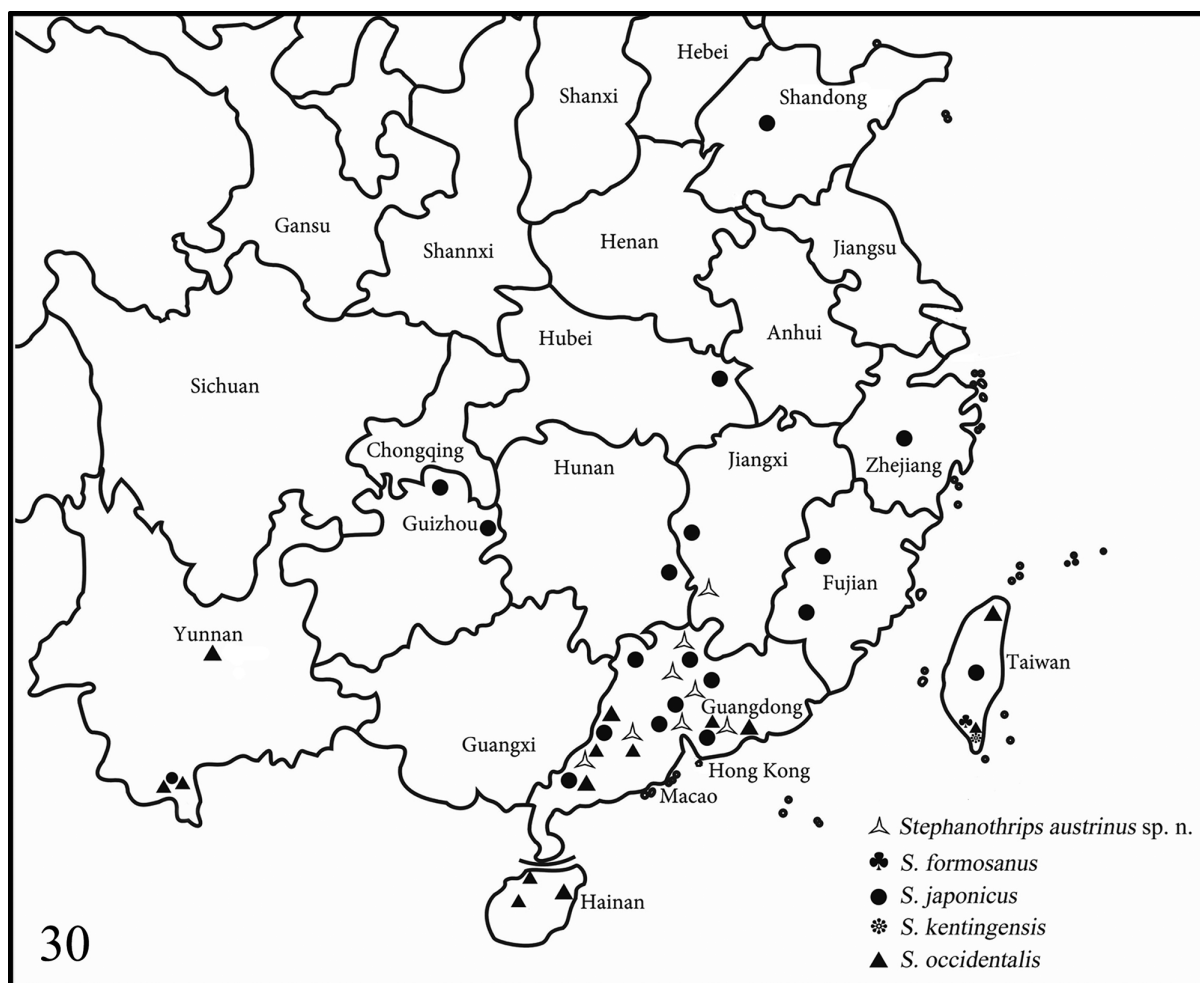 Hebei
Shanxi
Shandong
Gansu
Shannxi
Henan
Jiangsu
Hubei
Anhui
Sichuan
Chongqing
Hunan
Jiangxi
Zhejiang
Guizhou
Fujian
Yunnan
Taiwan
Guangdong
Guangxi
Hong Kong
Macao
Hainan
Stephanothrips austrinus sp. n.
S. formosanus
S. japonicus
S. kentingensis
S. occidentalis
30